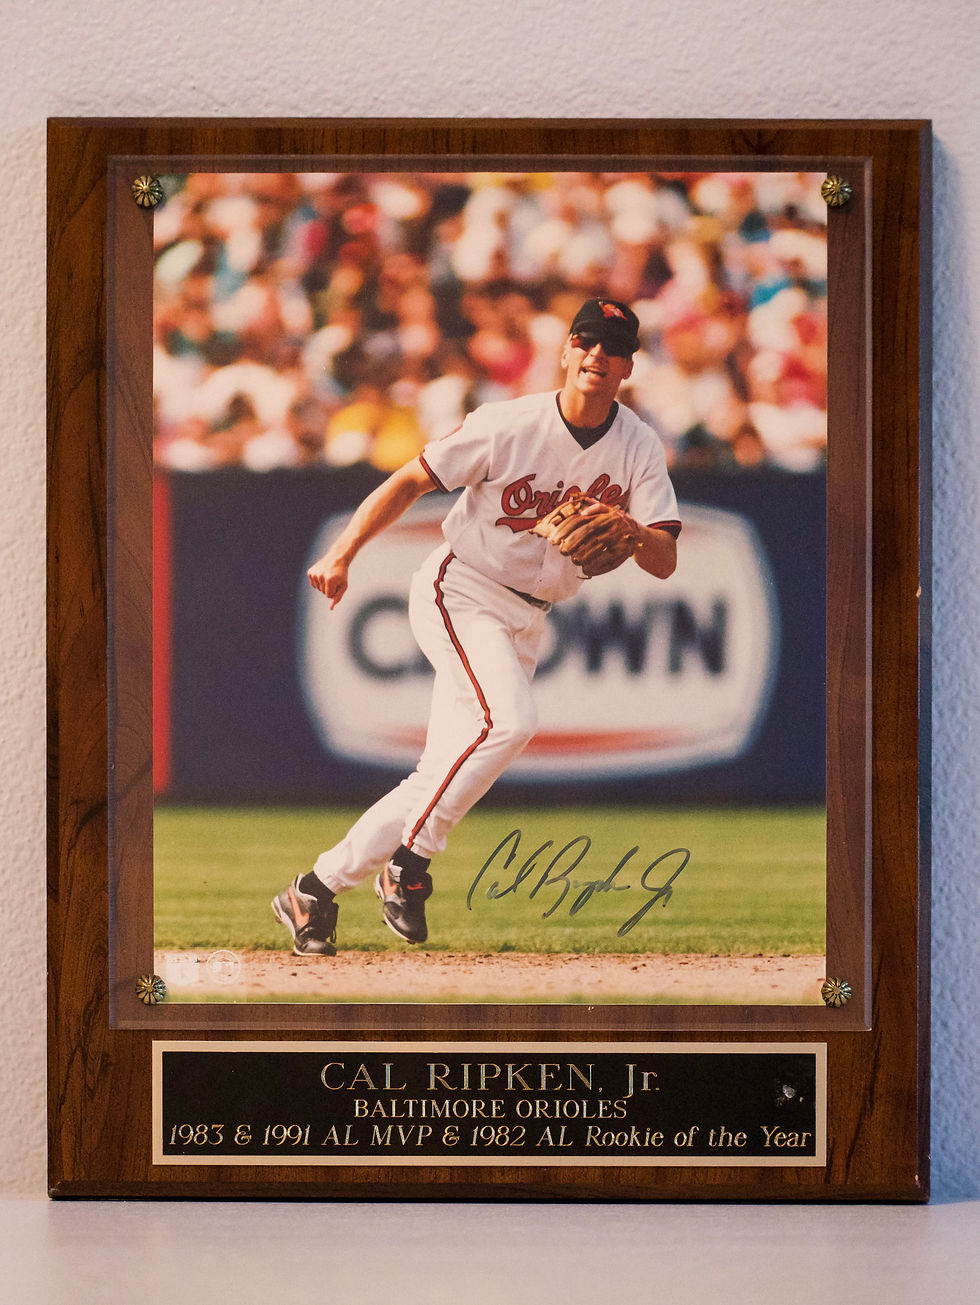 Orioles
CROWN
Cal Ripken Jr
CAL RIPKEN, Jr.
BALTIMORE ORIOLES
1983 & 1991 AL MVP & 1982 AL Rookie of the Year